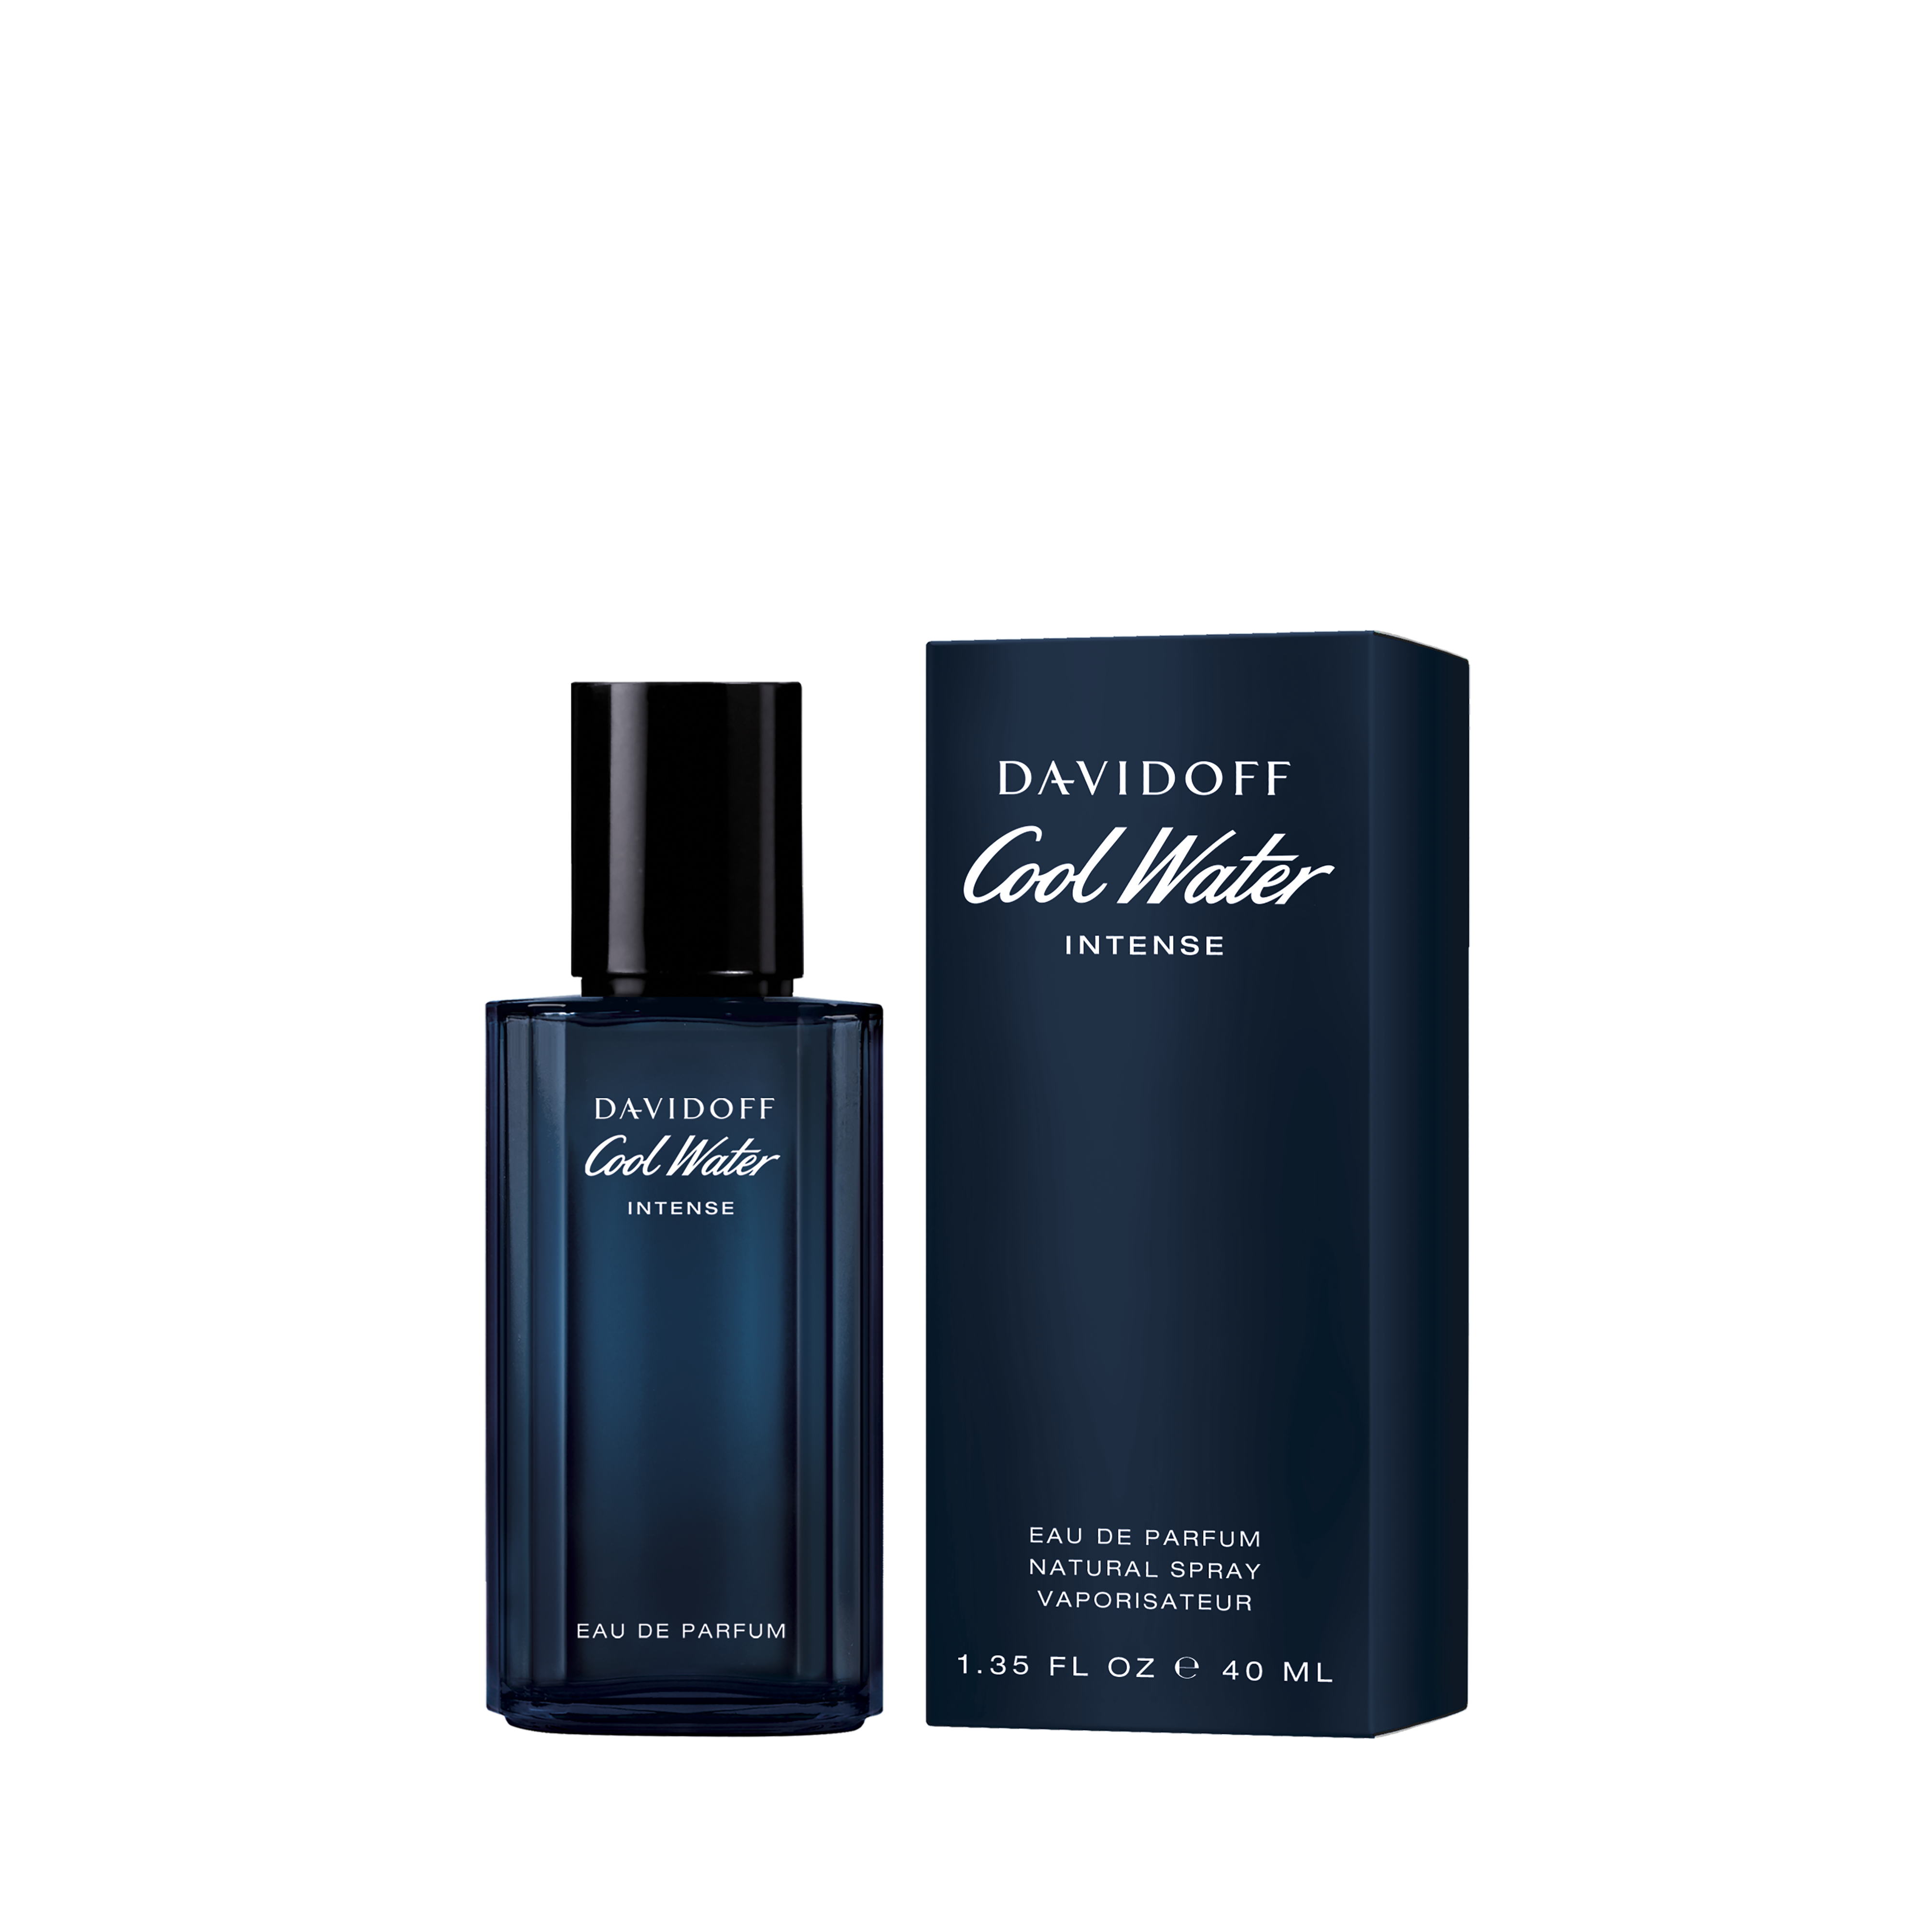 DAVIDOFF
Cool Water
INTENSE
EAU DE PARFUM
DAVIDOFF
Cool Water
INTENSE
EAU DE PARFUM
NATURAL SPRAY
VAPORISATEUR
1.35 FL OZ ℮ 40 ML